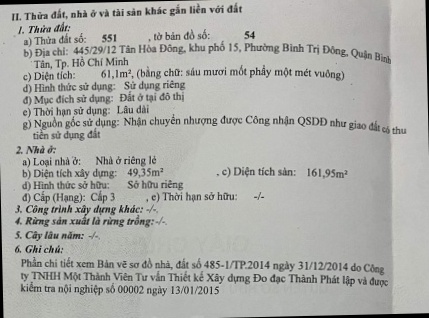 II. Thửa đất, nhà ở và tài sản khác gắn liền với đất
1. Thửa đất:
a) Thửa đất số: 551 , tờ bản đồ số: 54
b) Địa chỉ: 445/29/12 Tân Hòa Đông, khu phố 15, Phường Bình Trị Đông, Quận Bình
Tân, Tp. Hồ Chí Minh
c) Diện tích: 61,1m², (bằng chữ: sáu mươi mốt phẩy một mét vuông)
d) Hình thức sử dụng: Sử dụng riêng
đ) Mục đích sử dụng: Đất ở tại đô thị
e) Thời hạn sử dụng: Lâu dài
g) Nguồn gốc sử dụng: Nhận chuyển nhượng được Công nhận QSDĐ như giao đất có thu
tiền sử dụng đất
2. Nhà ở:
a) Loại nhà ở: Nhà ở riêng lẻ
b) Diện tích xây dựng: 49,35m² , c) Diện tích sàn: 161,95m²
d) Hình thức sở hữu: Sở hữu riêng
đ) Cấp (Hạng): Cấp 3 , e) Thời hạn sở hữu: -/-
3. Công trình xây dựng khác: -/-
4. Rừng sản xuất là rừng trồng:-/-
5. Cây lâu năm: -/-
6. Ghi chú:
Phần chi tiết xem Bản vẽ sơ đồ nhà, đất số 485-1/TP.2014 ngày 31/12/2014 do Công
ty TNHH Một Thành Viên Tư vấn Thiết kế Xây dựng Đo đạc Thành Phát lập và được
kiểm tra nội nghiệp số 00002 ngày 13/01/2015